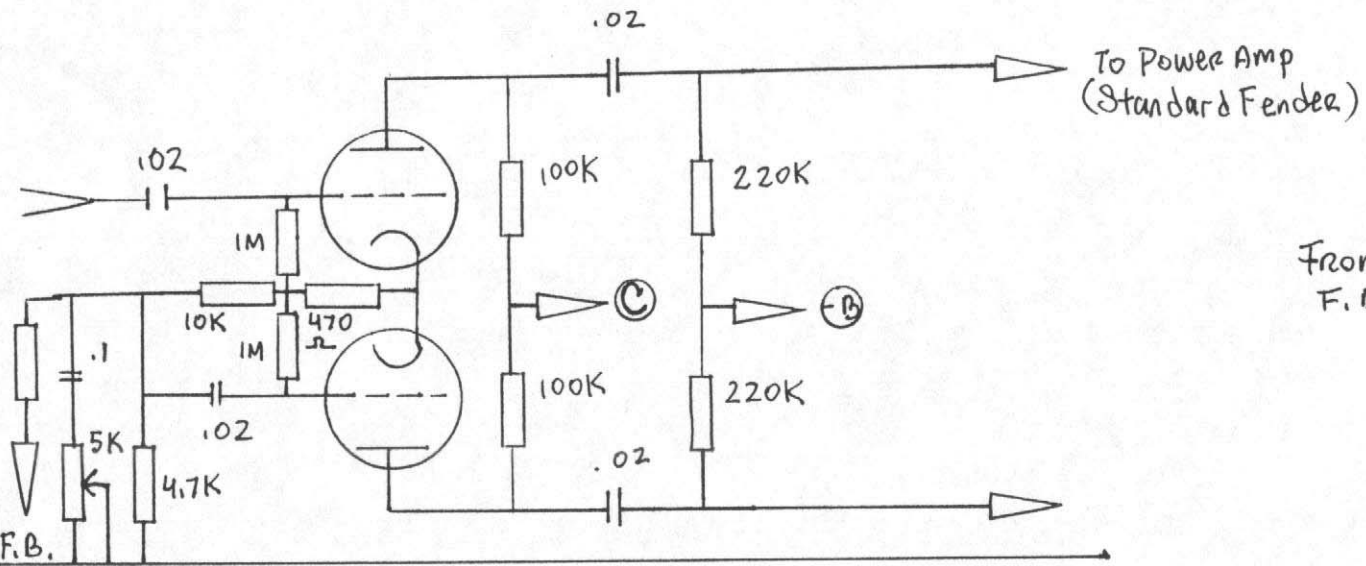 .02
To Power Amp
(Standard Fender)
.02
100K
220K
1M
From
10K
470
Ω
C
-B
.1
1M
100K
220K
.02
5K
4.7K
.02
F.B.